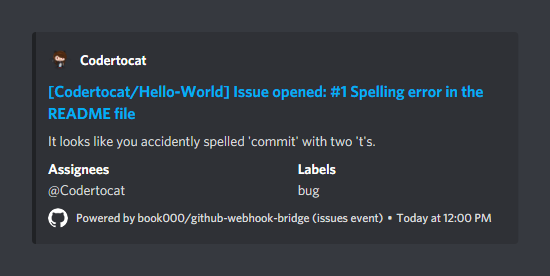 Codertocat
[Codertocat/Hello-World] Issue opened: #1 Spelling error in the
README file
It looks like you accidently spelled 'commit' with two 't's.
Assignees Labels
@Codertocat bug
Powered by book000/github-webhook-bridge (issues event) • Today at 12:00 PM